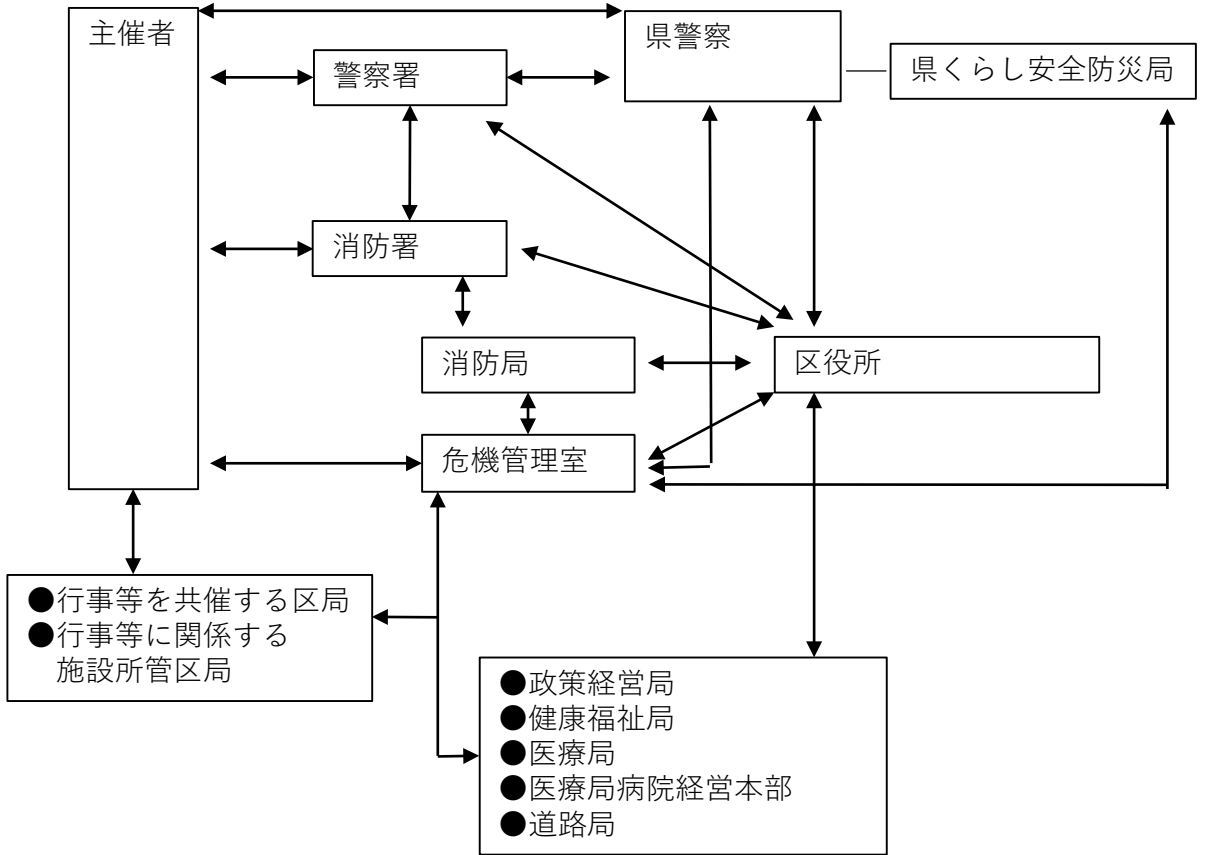 主催者
県警察
警察署
県くらし安全防災局
消防署
消防局
区役所
危機管理室
●行事等を共催する区局
●行事等に関係する
施設所管区局
●政策経営局
●健康福祉局
●医療局
●医療局病院経営本部
●道路局